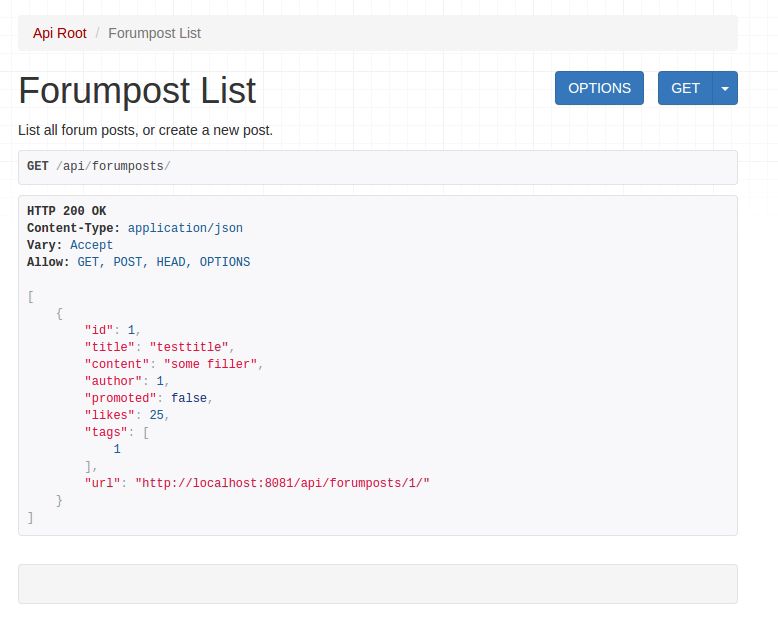 Api Root / Forumpost List
Forumpost List
OPTIONS
GET
List all forum posts, or create a new post.
GET /api/forumposts/
HTTP 200 OK
Content-Type: application/json
Vary: Accept
Allow: GET, POST, HEAD, OPTIONS
[
    {
        "id": 1,
        "title": "testtitle",
        "content": "some filler",
        "author": 1,
        "promoted": false,
        "likes": 25,
        "tags": [
            1
        ],
        "url": "http://localhost:8081/api/forumposts/1/"
    }
]